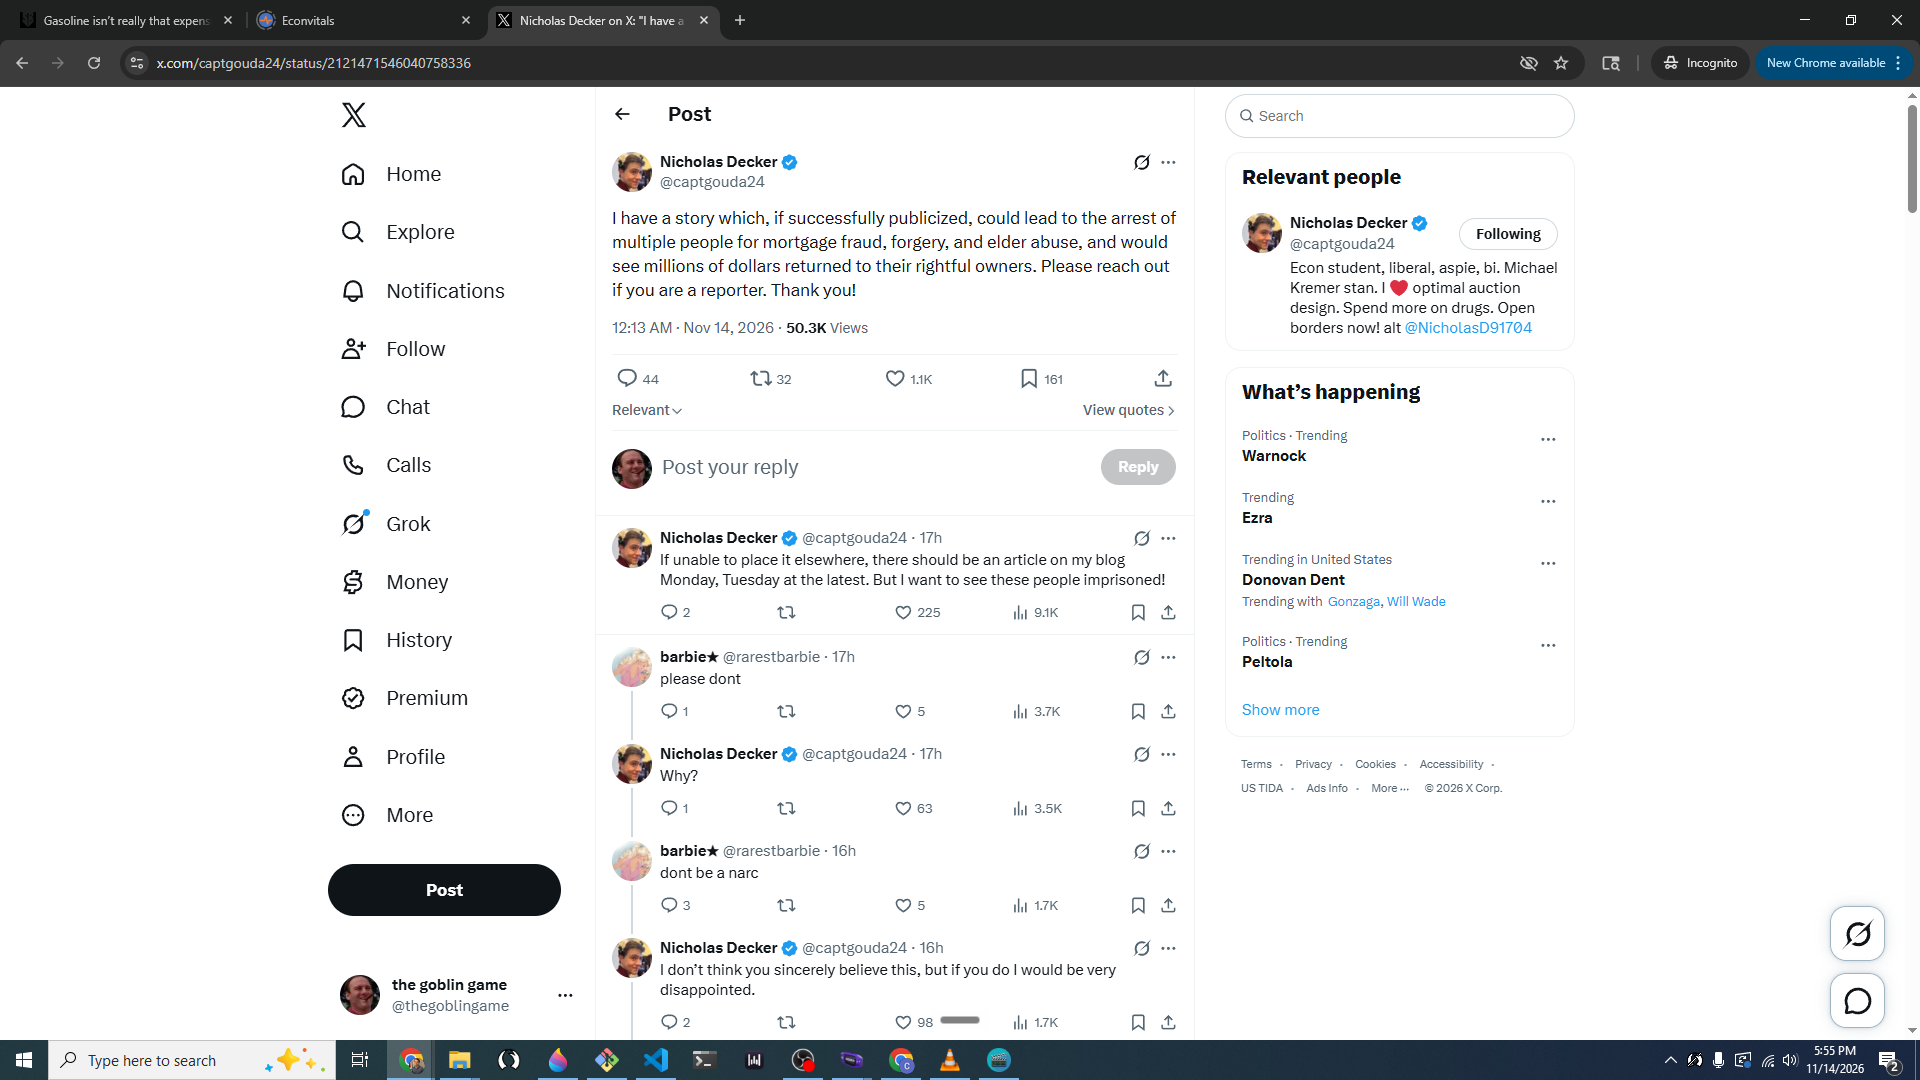 Gasoline isn't really that expens
Econvitals
Nicholas Decker on X: "I have a
x.com/captgouda24/status/2121471546040758336
Incognito
New Chrome available
Home
Explore
Notifications
Follow
Chat
Calls
Grok
Money
History
Premium
Profile
More
Post
the goblin game
@thegoblingame
Post
Nicholas Decker
@captgouda24
I have a story which, if successfully publicized, could lead to the arrest of
multiple people for mortgage fraud, forgery, and elder abuse, and would
see millions of dollars returned to their rightful owners. Please reach out
if you are a reporter. Thank you!
12:13 AM · Nov 14, 2026 · 50.3K Views
44 32 1.1K 161
Relevant
View quotes
Post your reply
Reply
Nicholas Decker @captgouda24 · 17h
If unable to place it elsewhere, there should be an article on my blog
Monday, Tuesday at the latest. But I want to see these people imprisoned!
2 225 9.1K
barbie★ @rarestbarbie · 17h
please dont
1 5 3.7K
Nicholas Decker @captgouda24 · 17h
Why?
1 63 3.5K
barbie★ @rarestbarbie · 16h
dont be a narc
3 5 1.7K
Nicholas Decker @captgouda24 · 16h
I don't think you sincerely believe this, but if you do I would be very
disappointed.
2 98 1.7K
Search
Relevant people
Nicholas Decker
@captgouda24
Following
Econ student, liberal, aspie, bi. Michael
Kremer stan. I ❤️ optimal auction
design. Spend more on drugs. Open
borders now! alt @NicholasD91704
What's happening
Politics · Trending
Warnock
Trending
Ezra
Trending in United States
Donovan Dent
Trending with Gonzaga, Will Wade
Politics · Trending
Peltola
Show more
Terms · Privacy · Cookies · Accessibility ·
US TIDA · Ads Info · More ··· © 2026 X Corp.
Type here to search
5:55 PM
11/14/2026
2